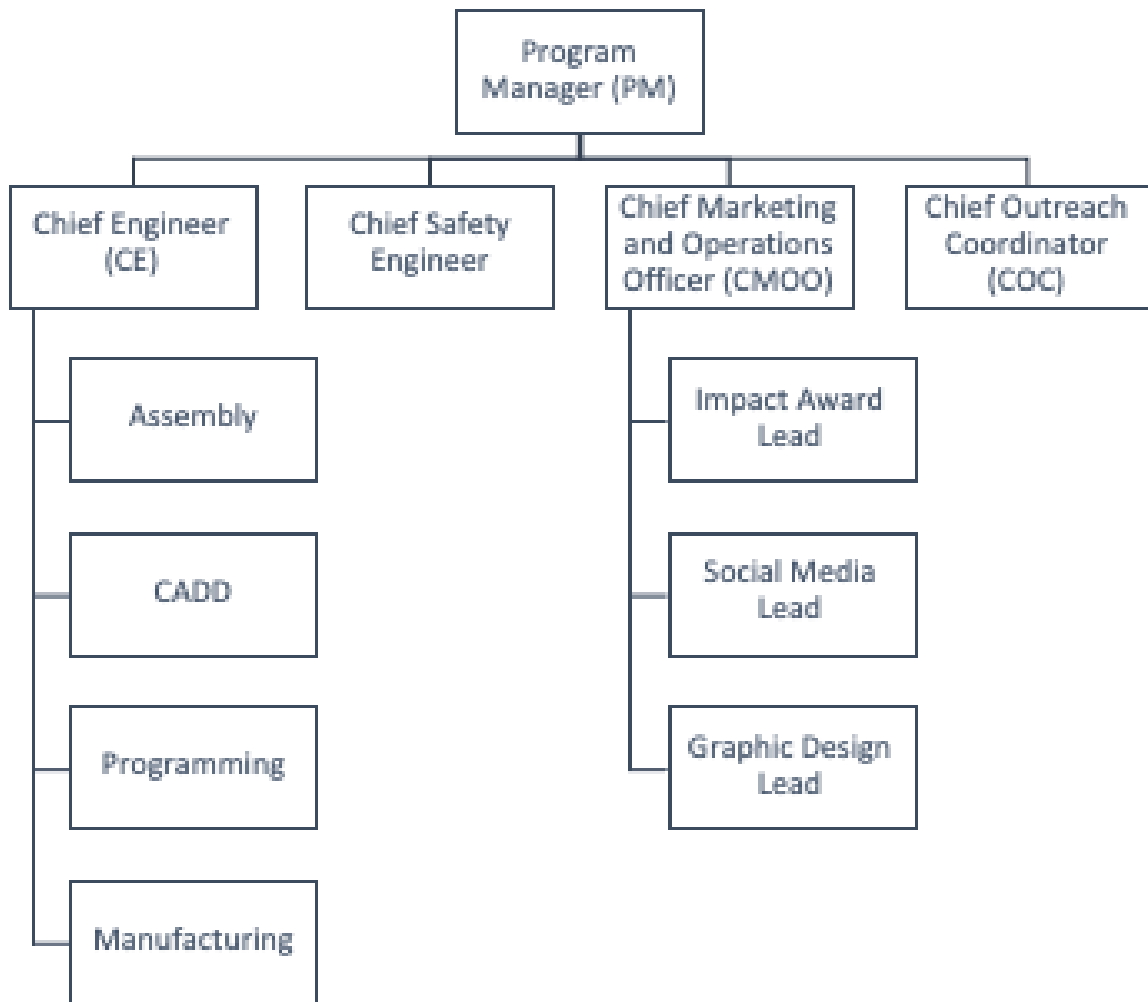 Program
Manager (PM)
Chief Engineer
(CE)
Chief Safety
Engineer
Chief Marketing
and Operations
Officer (CMOO)
Chief Outreach
Coordinator
(COC)
Assembly
CADD
Programming
Manufacturing
Impact Award
Lead
Social Media
Lead
Graphic Design
Lead